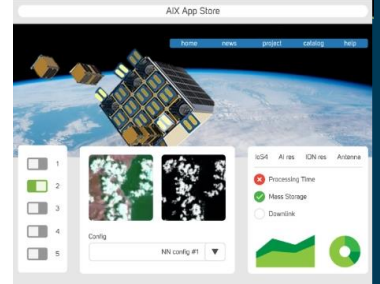 AIX App Store
home news project catalog help
1
2
3
4
5
Config
NN config #1
IoS4 AI res ION res Antenna
Processing Time
Mass Storage
Downlink